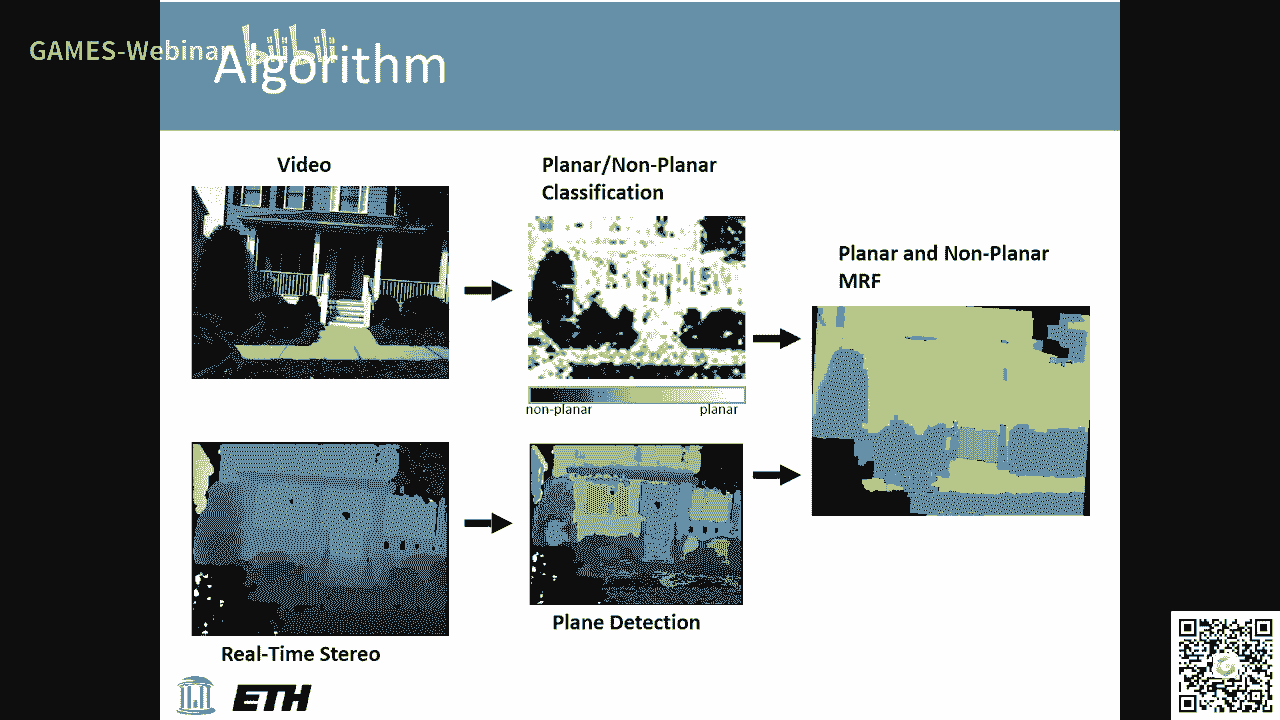 GAMES-Webinar
bilibili
Algorithm
Video
Planar/Non-Planar
Classification
non-planar
planar
Planar and Non-Planar
MRF
Real-Time Stereo
Plane Detection
ETH